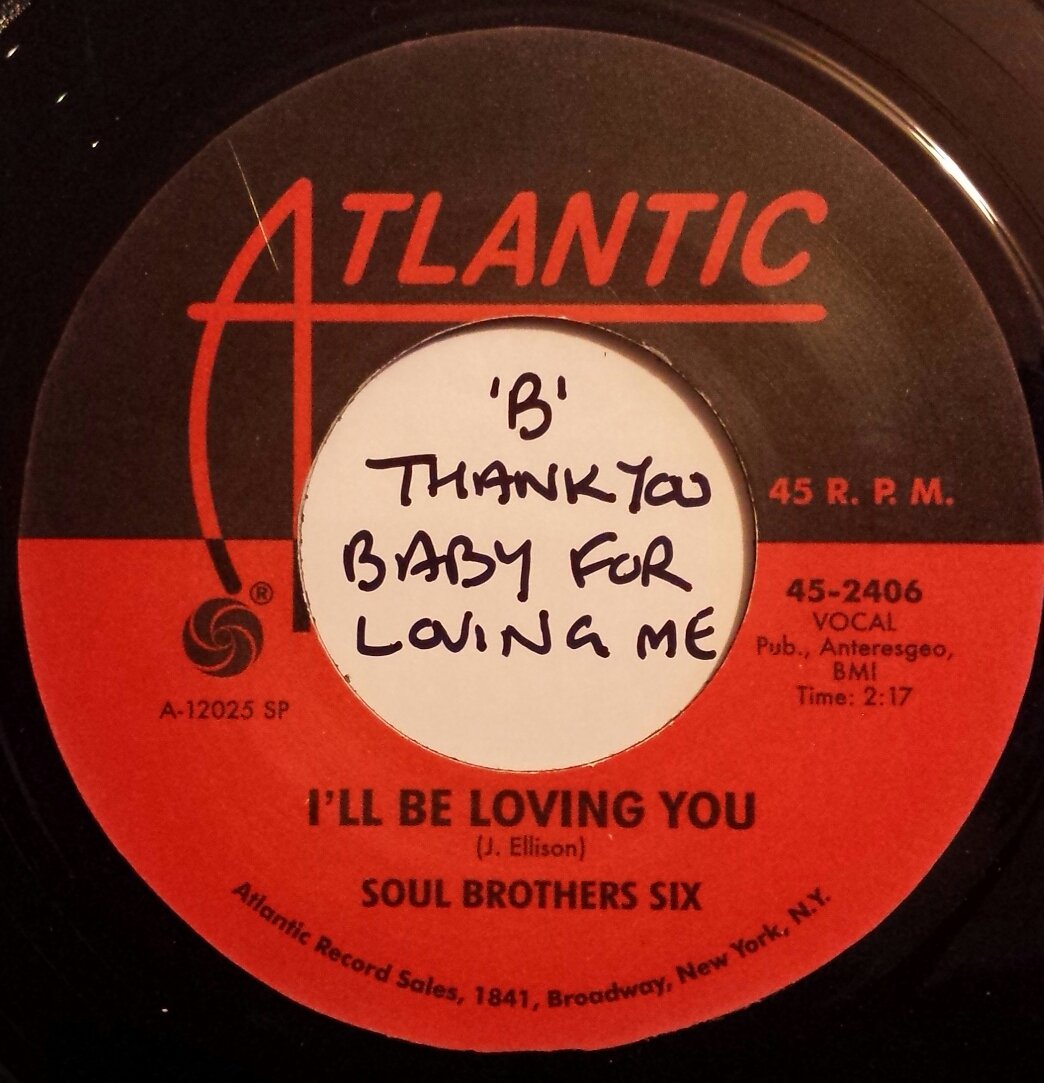 ATLANTIC
'B'
THANK YOU
BABY FOR
LOVING ME
45 R. P. M.
®
45-2406
VOCAL
Pub., Anteresgeo,
BMI
Time: 2:17
A-12025 SP
I'LL BE LOVING YOU
(J. Ellison)
SOUL BROTHERS SIX
Atlantic Record Sales, 1841, Broadway, New York, N.Y.